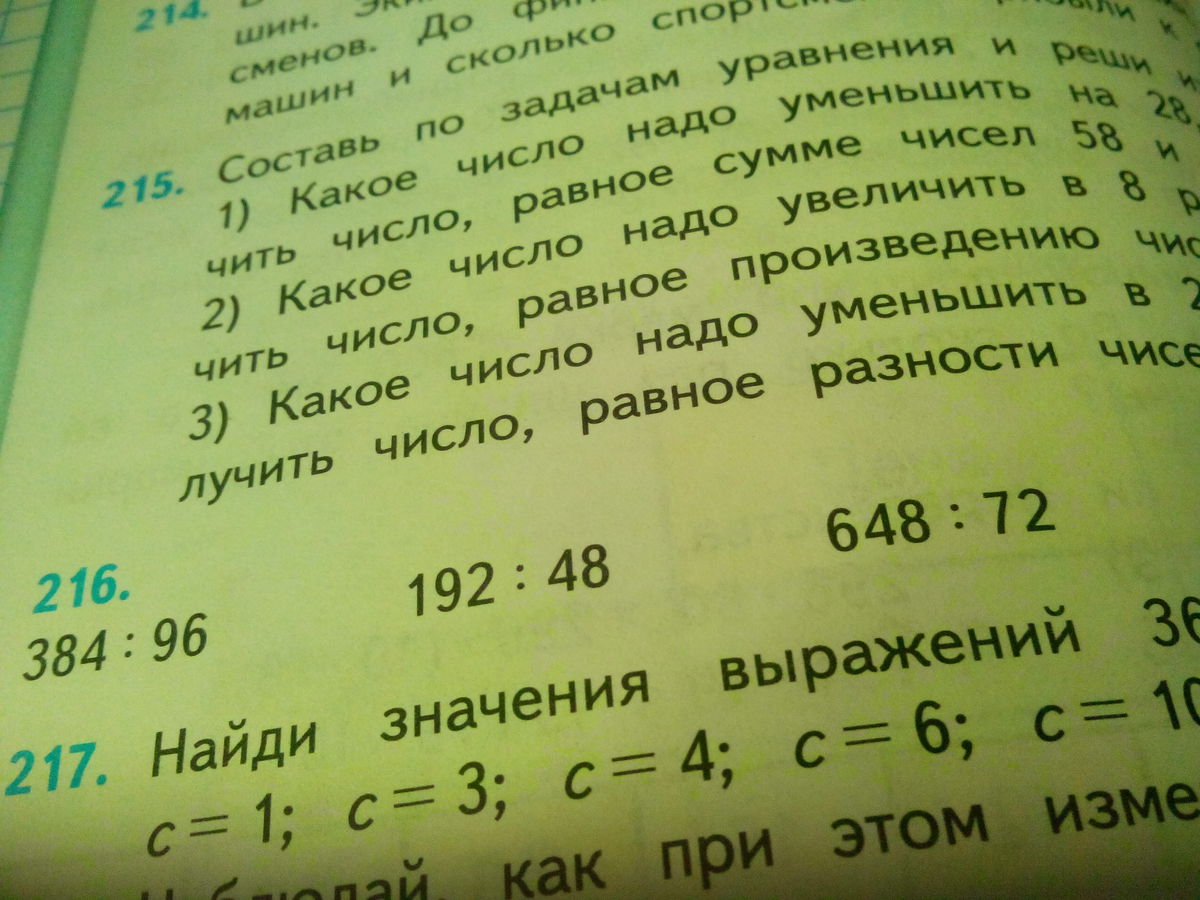 214.
шин.
сменов. До
машин и сколько
215. Составь по задачам уравнения и реши
1) Какое число надо уменьшить на 28,
чить число, равное сумме чисел 58 и
2) Какое число надо увеличить в 8
чить число, равное произведению
3) Какое число надо уменьшить в
лучить число, равное разности
216.
384 : 96 192 : 48 648 : 72
217. Найди значения выражений 36
c = 1; c = 3; c = 4; c = 6; c = 10
как при этом